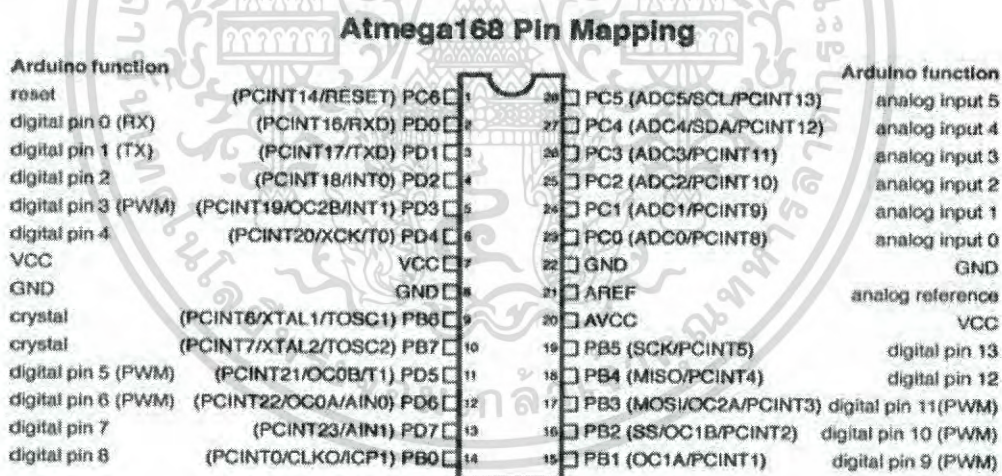 Atmega168 Pin Mapping
Arduino function Arduino function
reset (PCINT14/RESET) PC6 1 28 PC5 (ADC5/SCL/PCINT13) analog input 5
digital pin 0 (RX) (PCINT16/RXD) PD0 2 27 PC4 (ADC4/SDA/PCINT12) analog input 4
digital pin 1 (TX) (PCINT17/TXD) PD1 3 26 PC3 (ADC3/PCINT11) analog input 3
digital pin 2 (PCINT18/INT0) PD2 4 25 PC2 (ADC2/PCINT10) analog input 2
digital pin 3 (PWM) (PCINT19/OC2B/INT1) PD3 5 24 PC1 (ADC1/PCINT9) analog input 1
digital pin 4 (PCINT20/XCK/T0) PD4 6 23 PC0 (ADC0/PCINT8) analog input 0
VCC VCC 7 22 GND GND
GND GND 8 21 AREF analog reference
crystal (PCINT6/XTAL1/TOSC1) PB6 9 20 AVCC VCC
crystal (PCINT7/XTAL2/TOSC2) PB7 10 19 PB5 (SCK/PCINT5) digital pin 13
digital pin 5 (PWM) (PCINT21/OC0B/T1) PD5 11 18 PB4 (MISO/PCINT4) digital pin 12
digital pin 6 (PWM) (PCINT22/OC0A/AIN0) PD6 12 17 PB3 (MOSI/OC2A/PCINT3) digital pin 11(PWM)
digital pin 7 (PCINT23/AIN1) PD7 13 16 PB2 (SS/OC1B/PCINT2) digital pin 10 (PWM)
digital pin 8 (PCINT0/CLKO/ICP1) PB0 14 15 PB1 (OC1A/PCINT1) digital pin 9 (PWM)